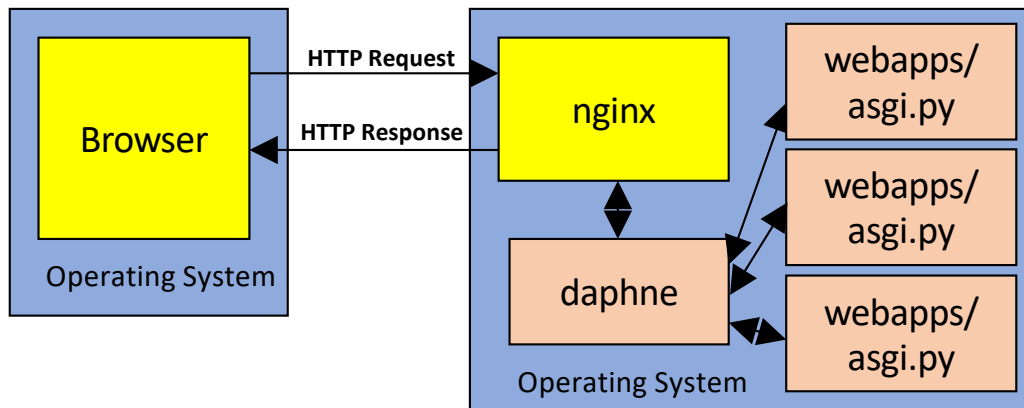 HTTP Request
Browser
HTTP Response
Operating System
nginx
daphne
Operating System
webapps/
asgi.py
webapps/
asgi.py
webapps/
asgi.py